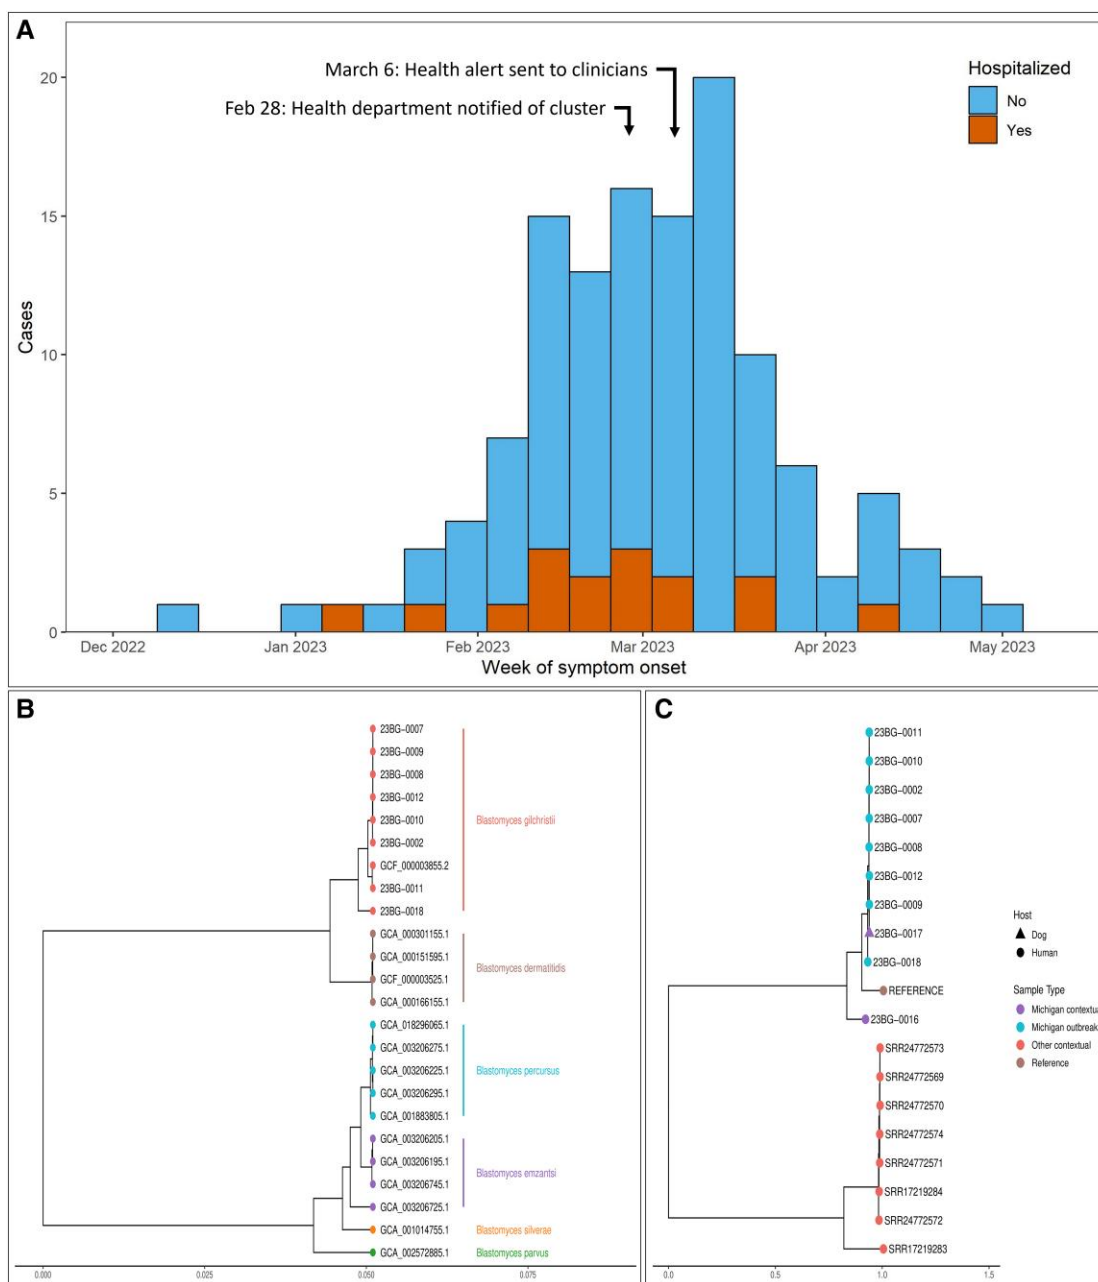 A
March 6: Health alert sent to clinicians
Feb 28: Health department notified of cluster
Hospitalized
No
Yes
20
15
10
5
0
Cases
Dec 2022 Jan 2023 Feb 2023 Mar 2023 Apr 2023 May 2023
Week of symptom onset
B
23BG-0007
23BG-0009
23BG-0008
23BG-0012
23BG-0010
Blastomyces gilchristii
23BG-0002
GCF_000003855.2
23BG-0011
23BG-0018
GCA_000301155.1
GCA_000151595.1
Blastomyces dermatitidis
GCF_000003525.1
GCA_000166155.1
GCA_018296065.1
GCA_003206275.1
GCA_003206225.1
Blastomyces percursus
GCA_003206295.1
GCA_001883805.1
GCA_003206205.1
GCA_003206195.1
Blastomyces emzantsi
GCA_003206745.1
GCA_003206725.1
GCA_001014755.1
Blastomyces silverae
GCA_002572885.1
Blastomyces parvus
0.000 0.025 0.050 0.075
C
23BG-0011
23BG-0010
23BG-0002
23BG-0007
23BG-0008
23BG-0012
23BG-0009
23BG-0017
23BG-0018
REFERENCE
23BG-0016
SRR24772573
SRR24772569
SRR24772570
SRR24772574
SRR24772571
SRR17219284
SRR24772572
SRR17219283
Host
Dog
Human
Sample Type
Michigan contextua
Michigan outbreak
Other contextual
Reference
0.0 0.5 1.0 1.5